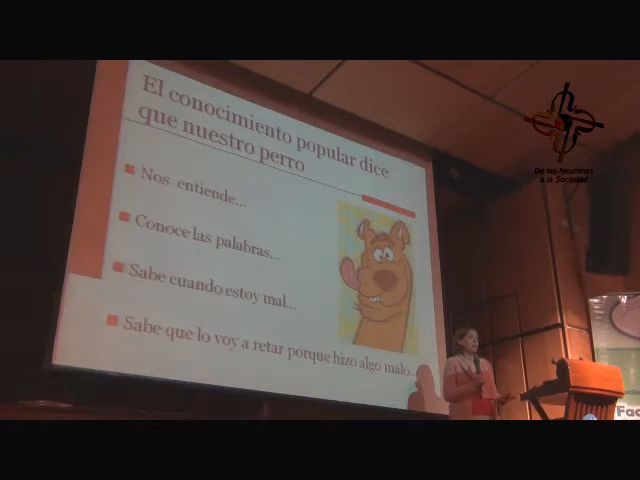 El conocimiento popular dice
que nuestro perro
Nos entiende...
Conoce las palabras...
Sabe cuando estoy mal...
Sabe que lo voy a retar porque hizo algo malo...
De las Neuronas
a la Sociedad
Fac